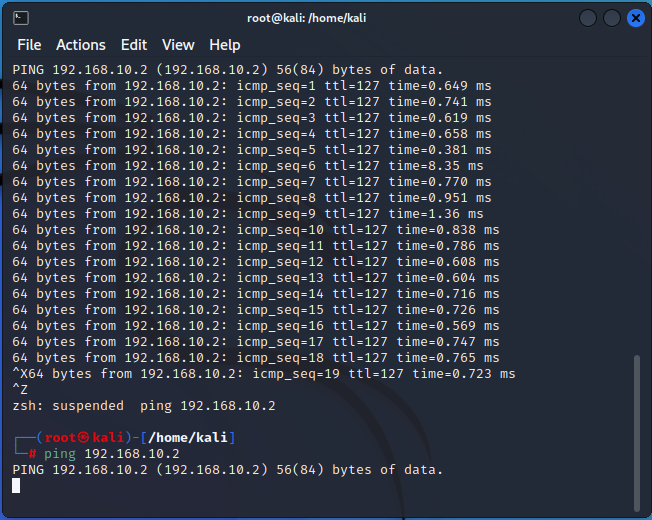 root@kali: /home/kali
File Actions Edit View Help
PING 192.168.10.2 (192.168.10.2) 56(84) bytes of data.
64 bytes from 192.168.10.2: icmp_seq=1 ttl=127 time=0.649 ms
64 bytes from 192.168.10.2: icmp_seq=2 ttl=127 time=0.741 ms
64 bytes from 192.168.10.2: icmp_seq=3 ttl=127 time=0.619 ms
64 bytes from 192.168.10.2: icmp_seq=4 ttl=127 time=0.658 ms
64 bytes from 192.168.10.2: icmp_seq=5 ttl=127 time=0.381 ms
64 bytes from 192.168.10.2: icmp_seq=6 ttl=127 time=8.35 ms
64 bytes from 192.168.10.2: icmp_seq=7 ttl=127 time=0.770 ms
64 bytes from 192.168.10.2: icmp_seq=8 ttl=127 time=0.951 ms
64 bytes from 192.168.10.2: icmp_seq=9 ttl=127 time=1.36 ms
64 bytes from 192.168.10.2: icmp_seq=10 ttl=127 time=0.838 ms
64 bytes from 192.168.10.2: icmp_seq=11 ttl=127 time=0.786 ms
64 bytes from 192.168.10.2: icmp_seq=12 ttl=127 time=0.608 ms
64 bytes from 192.168.10.2: icmp_seq=13 ttl=127 time=0.604 ms
64 bytes from 192.168.10.2: icmp_seq=14 ttl=127 time=0.716 ms
64 bytes from 192.168.10.2: icmp_seq=15 ttl=127 time=0.726 ms
64 bytes from 192.168.10.2: icmp_seq=16 ttl=127 time=0.569 ms
64 bytes from 192.168.10.2: icmp_seq=17 ttl=127 time=0.747 ms
64 bytes from 192.168.10.2: icmp_seq=18 ttl=127 time=0.765 ms
^X64 bytes from 192.168.10.2: icmp_seq=19 ttl=127 time=0.723 ms
^Z
zsh: suspended  ping 192.168.10.2
┌──(root㉿kali)-[/home/kali]
└─# ping 192.168.10.2
PING 192.168.10.2 (192.168.10.2) 56(84) bytes of data.